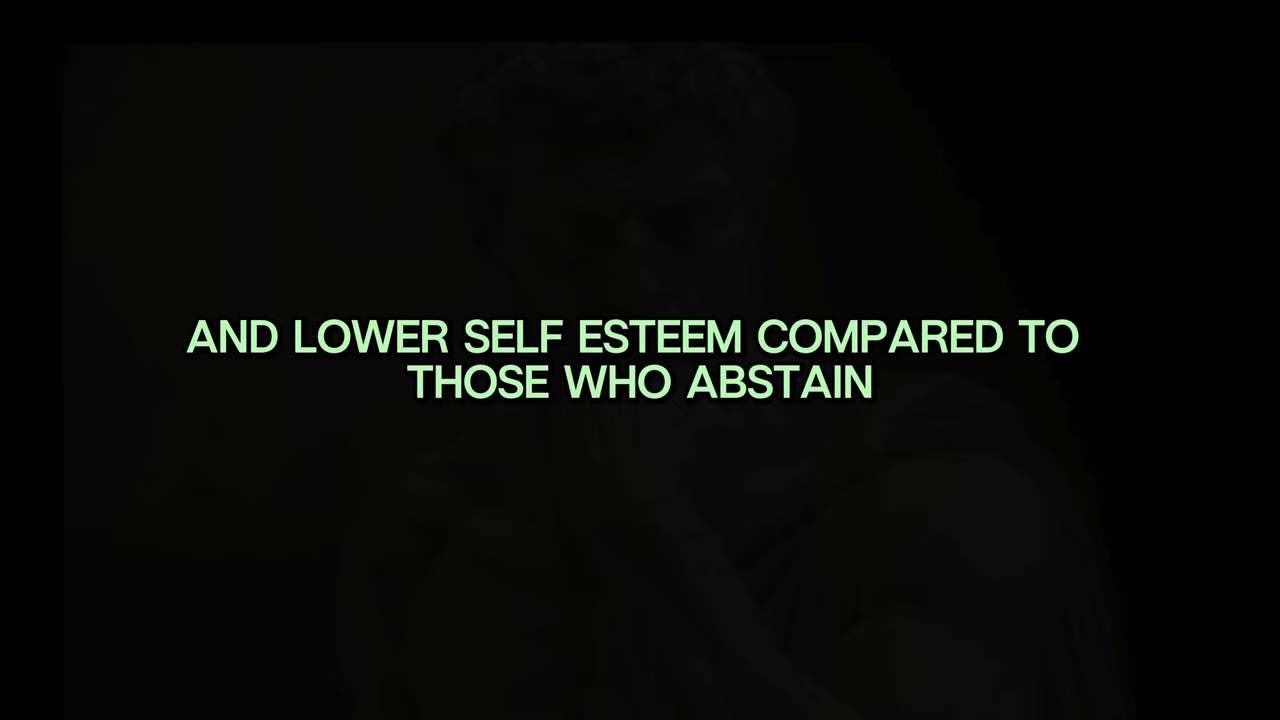 AND LOWER SELF ESTEEM COMPARED TO
THOSE WHO ABSTAIN